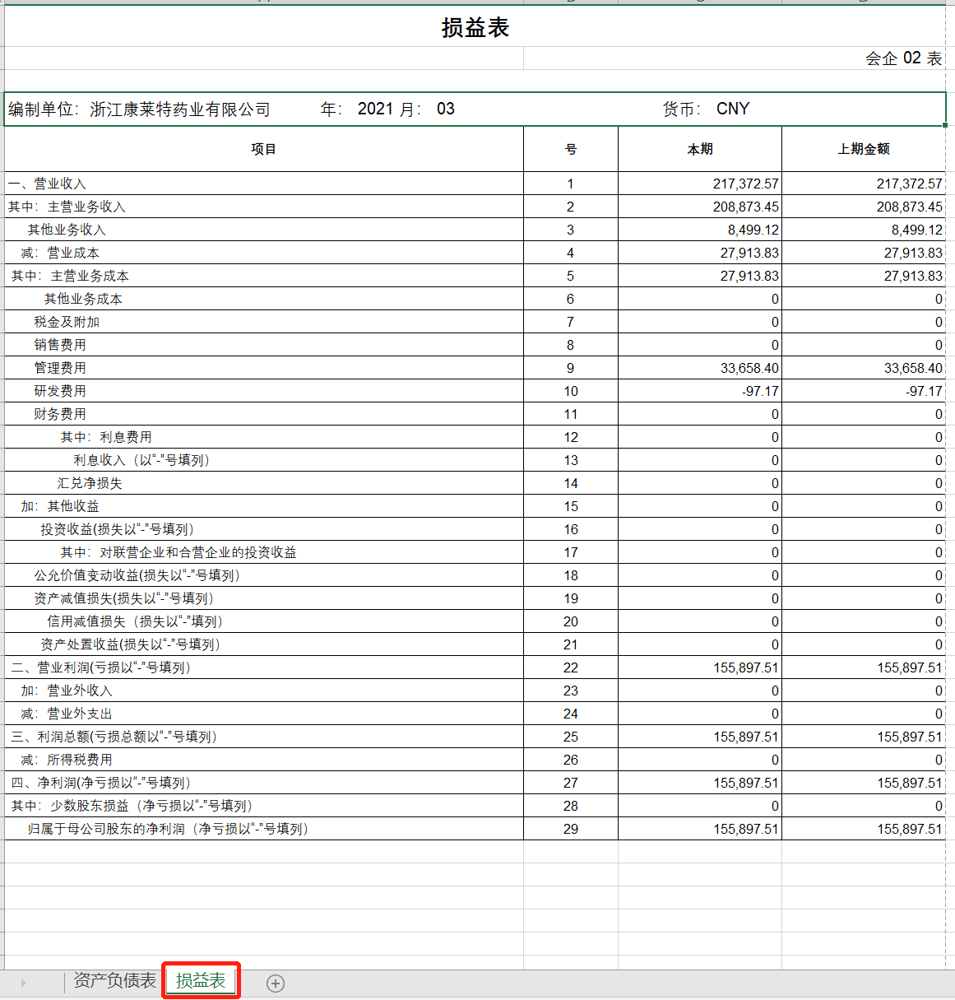 损益表
会企 02 表
编制单位：浙江康莱特药业有限公司 年： 2021 月： 03 货币： CNY
项目 号 本期 上期金额
一、营业收入 1 217,372.57 217,372.57
其中：主营业务收入 2 208,873.45 208,873.45
其他业务收入 3 8,499.12 8,499.12
减：营业成本 4 27,913.83 27,913.83
其中：主营业务成本 5 27,913.83 27,913.83
其他业务成本 6 0 0
税金及附加 7 0 0
销售费用 8 0 0
管理费用 9 33,658.40 33,658.40
研发费用 10 -97.17 -97.17
财务费用 11 0 0
其中：利息费用 12 0 0
利息收入（以“-”号填列） 13 0 0
汇兑净损失 14 0 0
加：其他收益 15 0 0
投资收益(损失以“-”号填列） 16 0 0
其中：对联营企业和合营企业的投资收益 17 0 0
公允价值变动收益(损失以“-”号填列） 18 0 0
资产减值损失(损失以“-”号填列） 19 0 0
信用减值损失（损失以“-”填列） 20 0 0
资产处置收益(损失以“-”号填列） 21 0 0
二、营业利润(亏损以“-”号填列） 22 155,897.51 155,897.51
加：营业外收入 23 0 0
减：营业外支出 24 0 0
三、利润总额(亏损总额以“-”号填列） 25 155,897.51 155,897.51
减：所得税费用 26 0 0
四、净利润(净亏损以“-”号填列） 27 155,897.51 155,897.51
其中：少数股东损益（净亏损以“-”号填列） 28 0 0
归属于母公司股东的净利润（净亏损以“-”号填列） 29 155,897.51 155,897.51
资产负债表 损益表